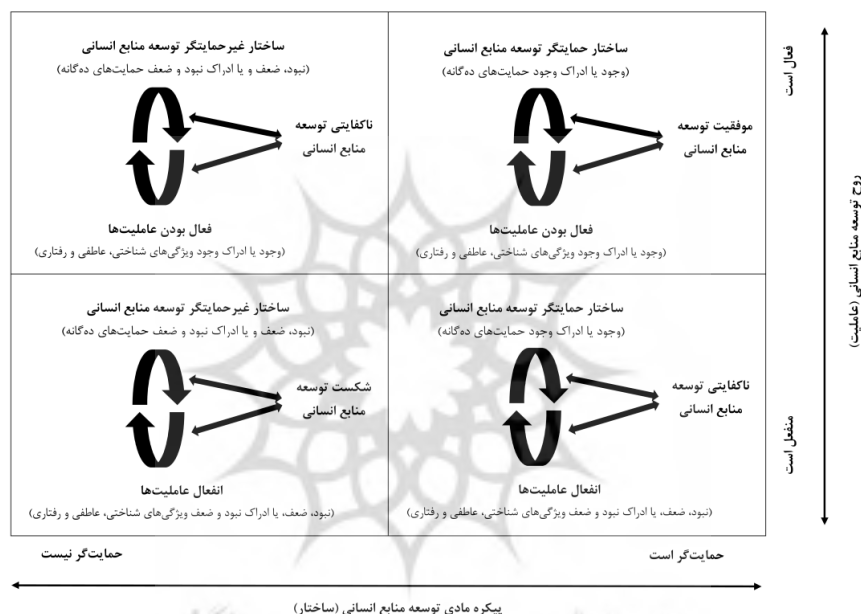 ساختار حمایتگر توسعه منابع انسانی
(وجود یا ادراک وجود حمایت‌های ده‌گانه)
موفقیت توسعه
منابع انسانی
فعال بودن عاملیت‌ها
(وجود یا ادراک وجود ویژگی‌های شناختی، عاطفی و رفتاری)
ساختار غیرحمایتگر توسعه منابع انسانی
(نبود، ضعف و یا ادراک نبود و ضعف حمایت‌های ده‌گانه)
ناکفایتی توسعه
منابع انسانی
فعال بودن عاملیت‌ها
(وجود یا ادراک وجود ویژگی‌های شناختی، عاطفی و رفتاری)
ساختار حمایتگر توسعه منابع انسانی
(وجود یا ادراک وجود حمایت‌های ده‌گانه)
ناکفایتی توسعه
منابع انسانی
انفعال عاملیت‌ها
(نبود، ضعف، یا ادراک نبود و ضعف ویژگی‌های شناختی، عاطفی و رفتاری)
ساختار غیرحمایتگر توسعه منابع انسانی
(نبود، ضعف و یا ادراک نبود و ضعف حمایت‌های ده‌گانه)
شکست توسعه
منابع انسانی
انفعال عاملیت‌ها
(نبود، ضعف، یا ادراک نبود و ضعف ویژگی‌های شناختی، عاطفی و رفتاری)
فعال است
روح توسعه منابع انسانی (عاملیت)
منفعل است
حمایت‌گر است
حمایت‌گر نیست
پیکره مادی توسعه منابع انسانی (ساختار)